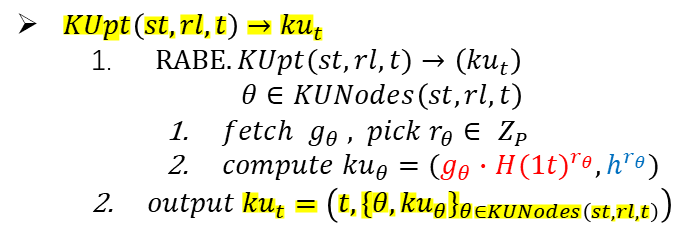 ➢ KUpt(st, rl, t) → ku_t
1. RABE. KUpt(st, rl, t) → (ku_t)
θ ∈ KUNodes(st, rl, t)
1. fetch g_θ , pick r_θ ∈ Z_P
2. compute ku_θ = (g_θ · H(1t)^{r_θ}, h^{r_θ})
2. output ku_t = (t, {θ, ku_θ}_{θ∈KUNodes(st,rl,t)})